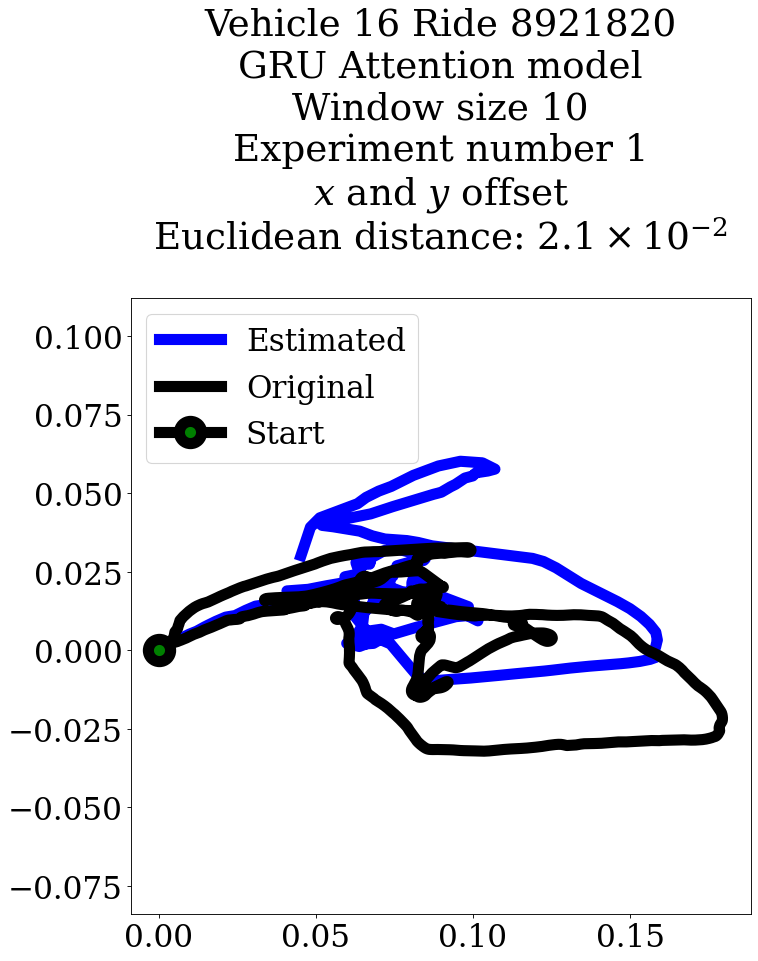 Vehicle 16 Ride 8921820
GRU Attention model
Window size 10
Experiment number 1
x and y offset
Euclidean distance: 2.1 × 10⁻²
Estimated
Original
Start
0.100
0.075
0.050
0.025
0.000
−0.025
−0.050
−0.075
0.00 0.05 0.10 0.15